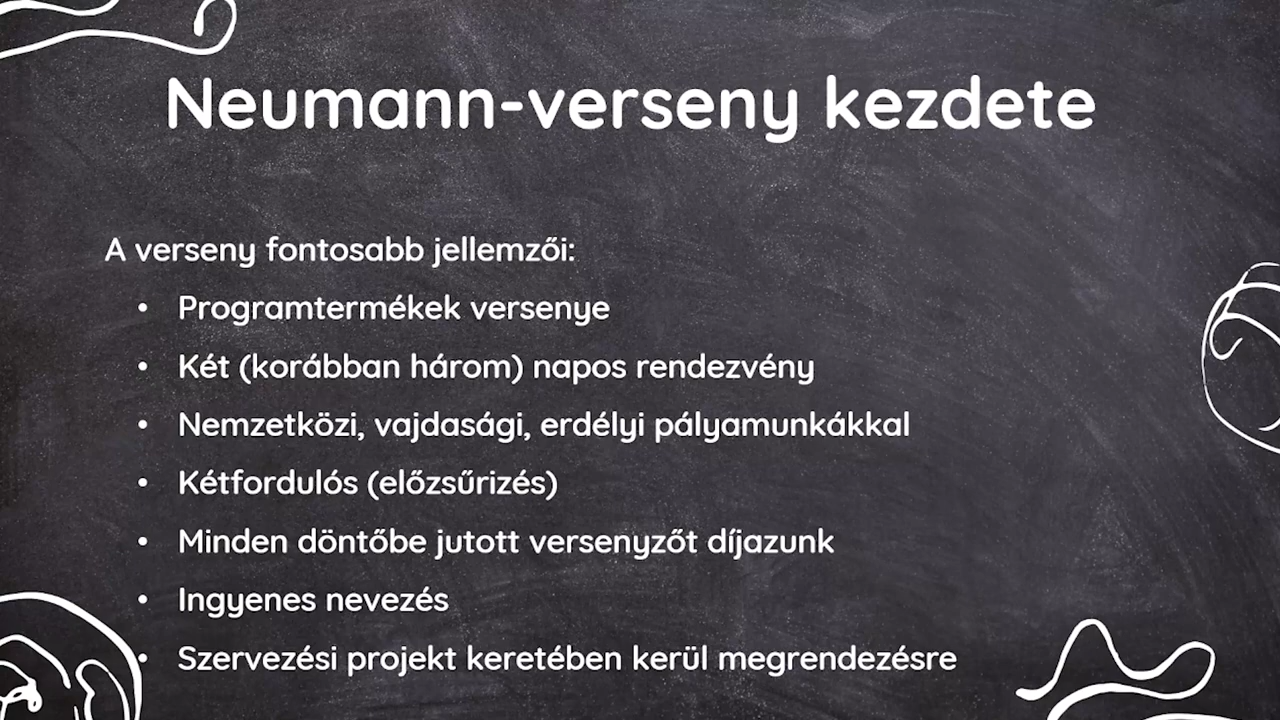 Neumann-verseny kezdete
A verseny fontosabb jellemzői:
• Programtermékek versenye
• Két (korábban három) napos rendezvény
• Nemzetközi, vajdasági, erdélyi pályamunkákkal
• Kétfordulós (előzsűrizés)
• Minden döntőbe jutott versenyzőt díjazunk
• Ingyenes nevezés
• Szervezési projekt keretében kerül megrendezésre